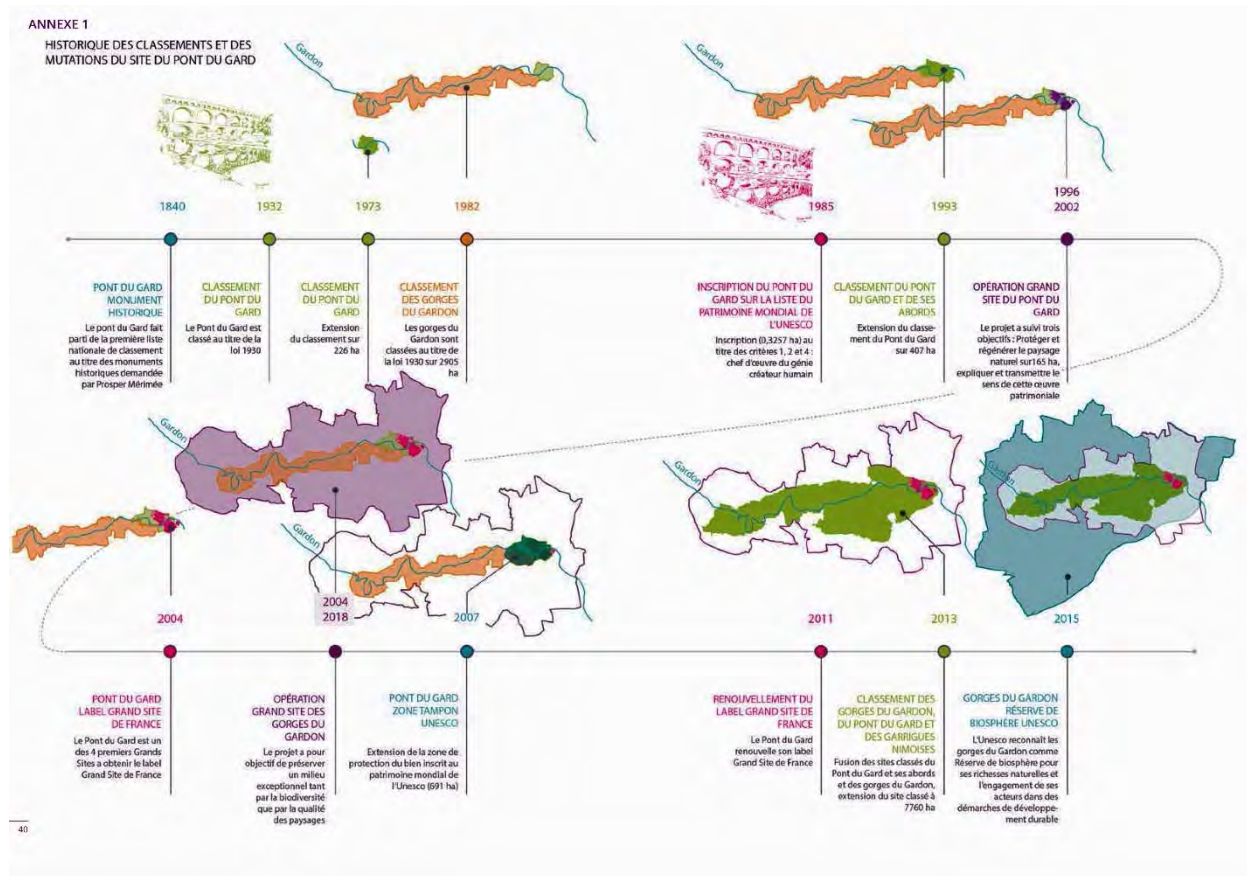 ANNEXE 1
HISTORIQUE DES CLASSEMENTS ET DES
MUTATIONS DU SITE DU PONT DU GARD
Gardon
Gardon
1840
1932
1973
1982
1985
1993
1996
2002
PONT DU GARD
MONUMENT
HISTORIQUE
Le pont du Gard fait
parti de la première liste
nationale de classement
au titre des monuments
historiques demandée
par Prosper Mérimée
CLASSEMENT
DU PONT DU
GARD
Le Pont du Gard est
classé au titre de la
loi 1930
CLASSEMENT
DU PONT DU
GARD
Extension
du classement sur
226 ha
CLASSEMENT
DES GORGES
DU GARDON
Les gorges du
Gardon sont
classées au titre de
la loi 1930 sur 2905
ha
INSCRIPTION DU PONT DU
GARD SUR LA LISTE DU
PATRIMOINE MONDIAL DE
L'UNESCO
Inscription (0,3257 ha) au
titre des critères 1, 2 et 4 :
chef d'œuvre du génie
créateur humain
CLASSEMENT DU PONT
DU GARD ET DE SES
ABORDS
Extension du classe-
ment du Pont du Gard
sur 407 ha
OPÉRATION GRAND
SITE DU PONT DU
GARD
Le projet a suivi trois
objectifs : Protéger et
régénérer le paysage
naturel sur165 ha,
expliquer et transmettre le
sens de cette œuvre
patrimoniale
Gardon
Gardon
Gardon
Gardon
2004
2004
2018
2007
2011
2013
2015
PONT DU GARD
LABEL GRAND SITE
DE FRANCE
Le Pont du Gard est un
des 4 premiers Grands
Sites a obtenir le label
Grand Site de France
OPÉRATION
GRAND SITE DES
GORGES DU
GARDON
Le projet a pour
objectif de préserver
un milieu
exceptionnel tant
par la biodiversité
que par la qualité
des paysages
PONT DU GARD
ZONE TAMPON
UNESCO
Extension de la zone de
protection du bien inscrit au
patrimoine mondial de
l'Unesco (691 ha)
RENOUVELLEMENT DU
LABEL GRAND SITE DE
FRANCE
Le Pont du Gard
renouvelle son label
Grand Site de France
CLASSEMENT DES
GORGES DU GARDON,
DU PONT DU GARD ET
DES GARRIGUES
NIMOISES
Fusion des sites classés du
Pont du Gard et ses abords
et des gorges du Gardon,
extension du site classé à
7760 ha
GORGES DU GARDON
RÉSERVE DE
BIOSPHÈRE UNESCO
L'Unesco reconnaît les
gorges du Gardon comme
Réserve de biosphère pour
ses richesses naturelles et
l'engagement de ses
acteurs dans des
démarches de développe-
ment durable
40